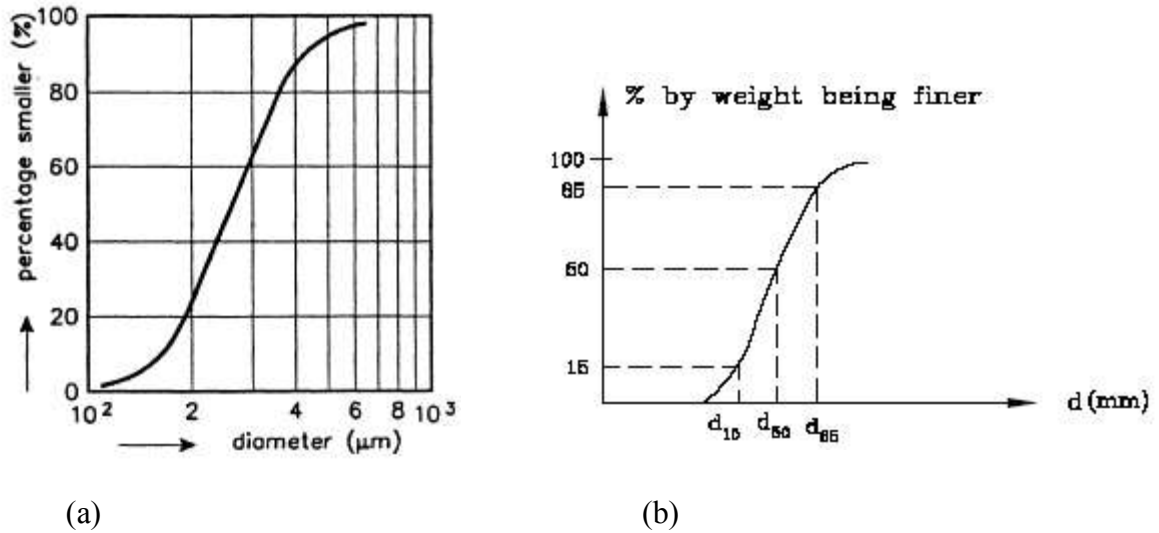 100
80
60
40
20
0
percentage smaller (%)
10² 2 4 6 8 10³
diameter (μm)
% by weight being finer
100
85
50
15
d₁₅ d₅₀ d₈₅
d (mm)
(a) (b)